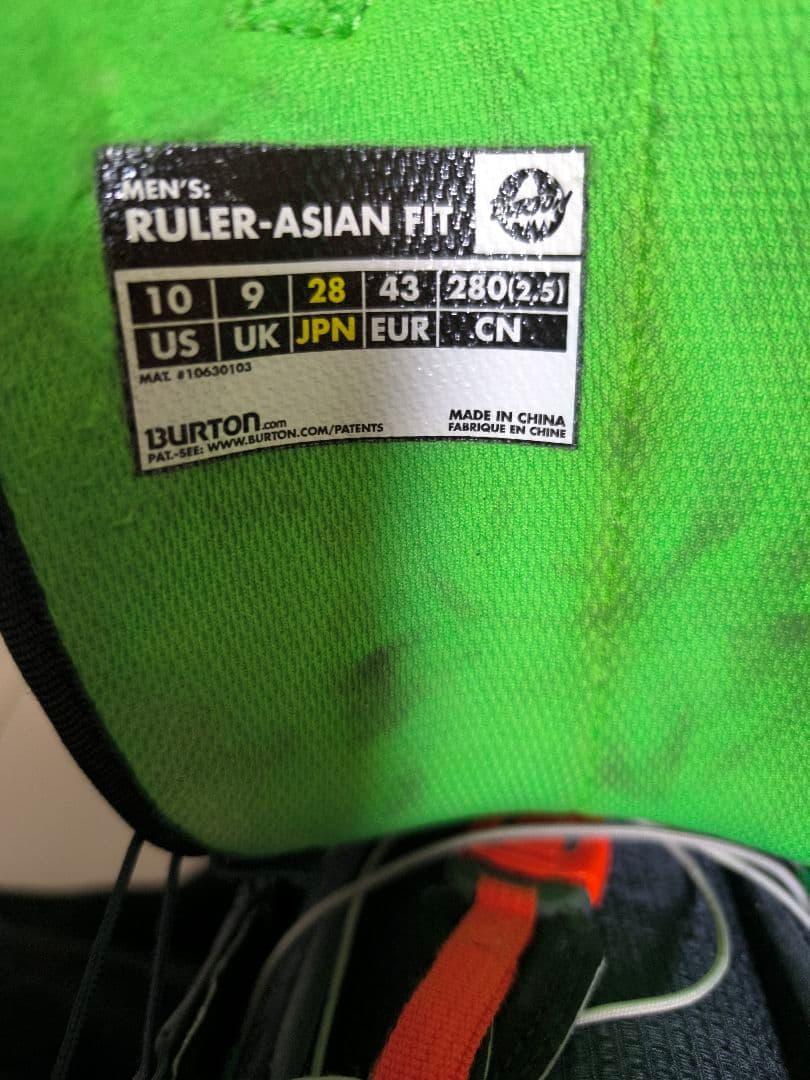 MEN'S:
RULER-ASIAN FIT
BURTON
10 9 28 43 280(2,5)
US UK JPN EUR CN
MAT. #10630103
BURTON.com
PAT.-SEE: WWW.BURTON.COM/PATENTS
MADE IN CHINA
FABRIQUE EN CHINE